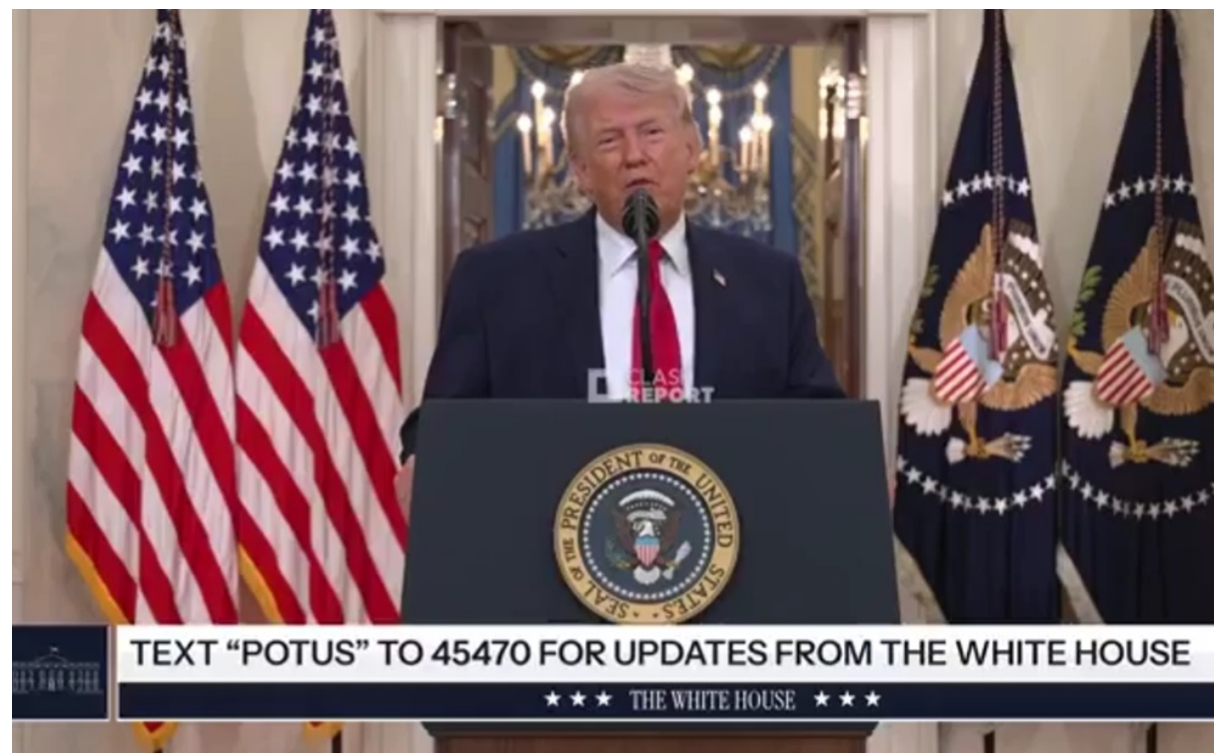 CLASH
REPORT
SEAL OF THE PRESIDENT OF THE UNITED STATES
TEXT “POTUS” TO 45470 FOR UPDATES FROM THE WHITE HOUSE
THE WHITE HOUSE